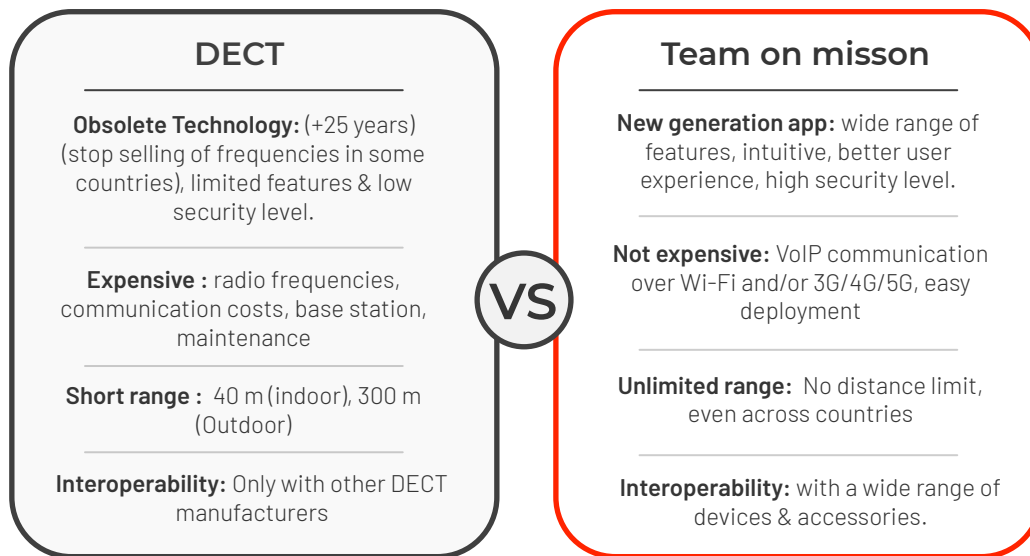 DECT
Obsolete Technology: (+25 years)
(stop selling of frequencies in some
countries), limited features & low
security level.
Expensive : radio frequencies,
communication costs, base station,
maintenance
Short range : 40 m (indoor), 300 m
(Outdoor)
Interoperability: Only with other DECT
manufacturers
VS
Team on misson
New generation app: wide range of
features, intuitive, better user
experience, high security level.
Not expensive: VoIP communication
over Wi-Fi and/or 3G/4G/5G, easy
deployment
Unlimited range: No distance limit,
even across countries
Interoperability: with a wide range of
devices & accessories.